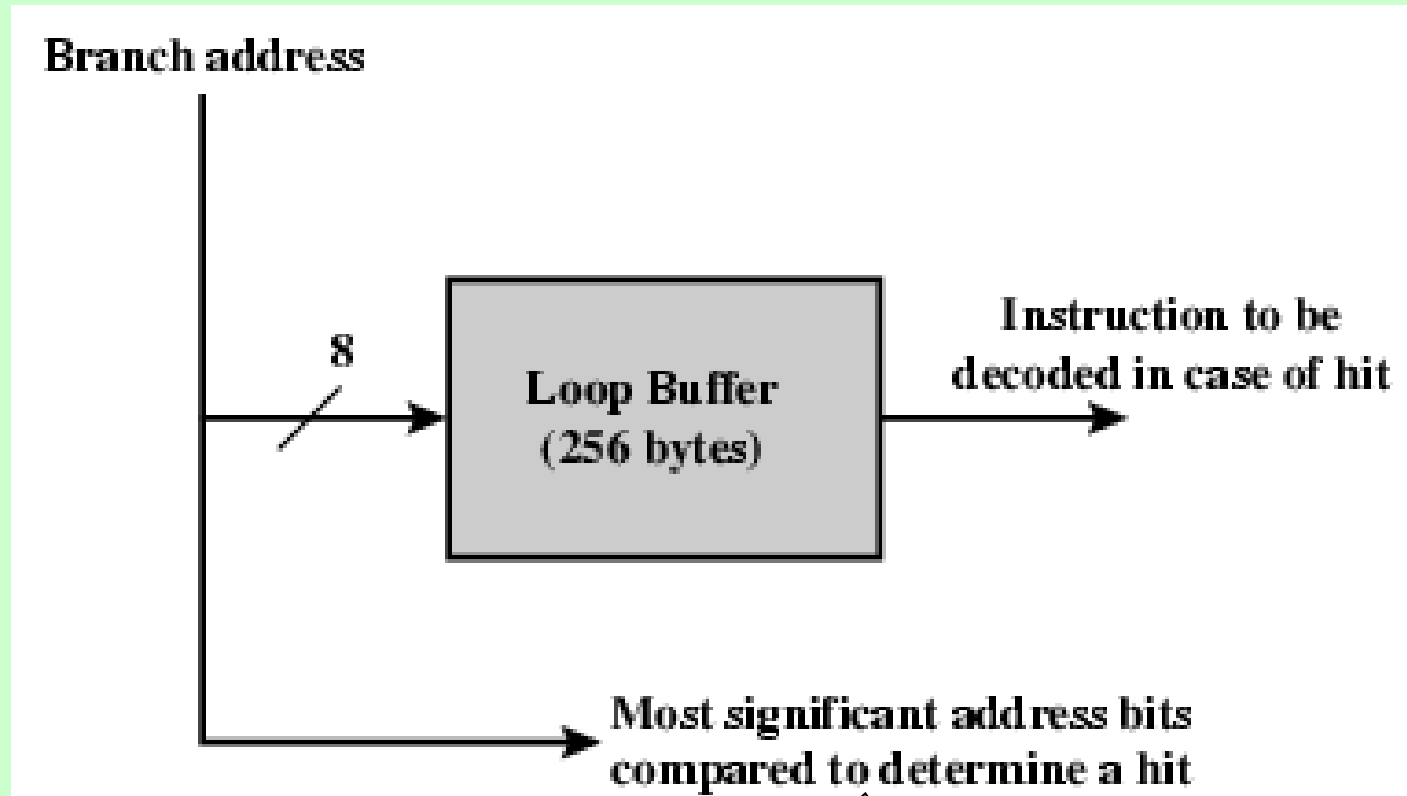 Branch address
8
Loop Buffer
(256 bytes)
Instruction to be
decoded in case of hit
Most significant address bits
compared to determine a hit